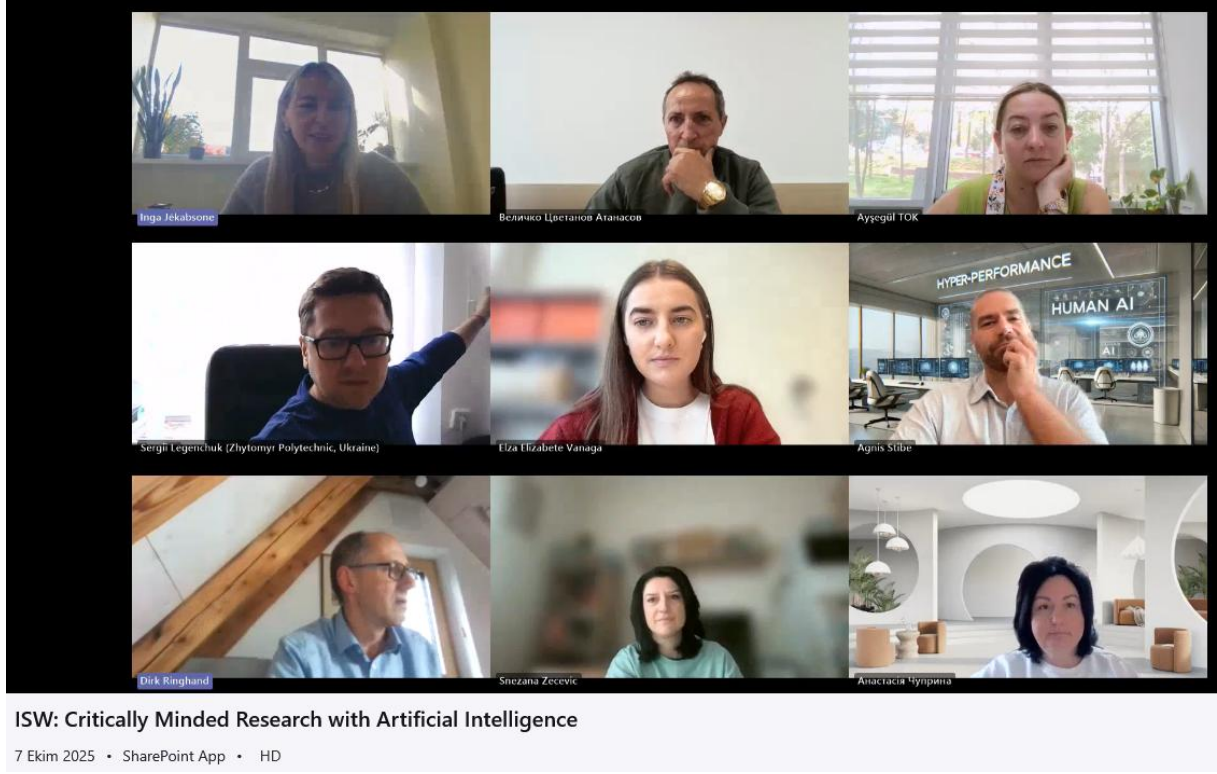 Inga Jēkabsone
Величко Цветанов Атанасов
Ayşegül TOK
HYPER-PERFORMANCE
HUMAN AI
AI
Sergii Legenchuk (Zhytomyr Polytechnic, Ukraine)
Elza Elizabete Vanaga
Agnis Stibe
Dirk Ringhand
Snezana Zecevic
Анастасія Чуприна
ISW: Critically Minded Research with Artificial Intelligence
7 Ekim 2025 • SharePoint App • HD